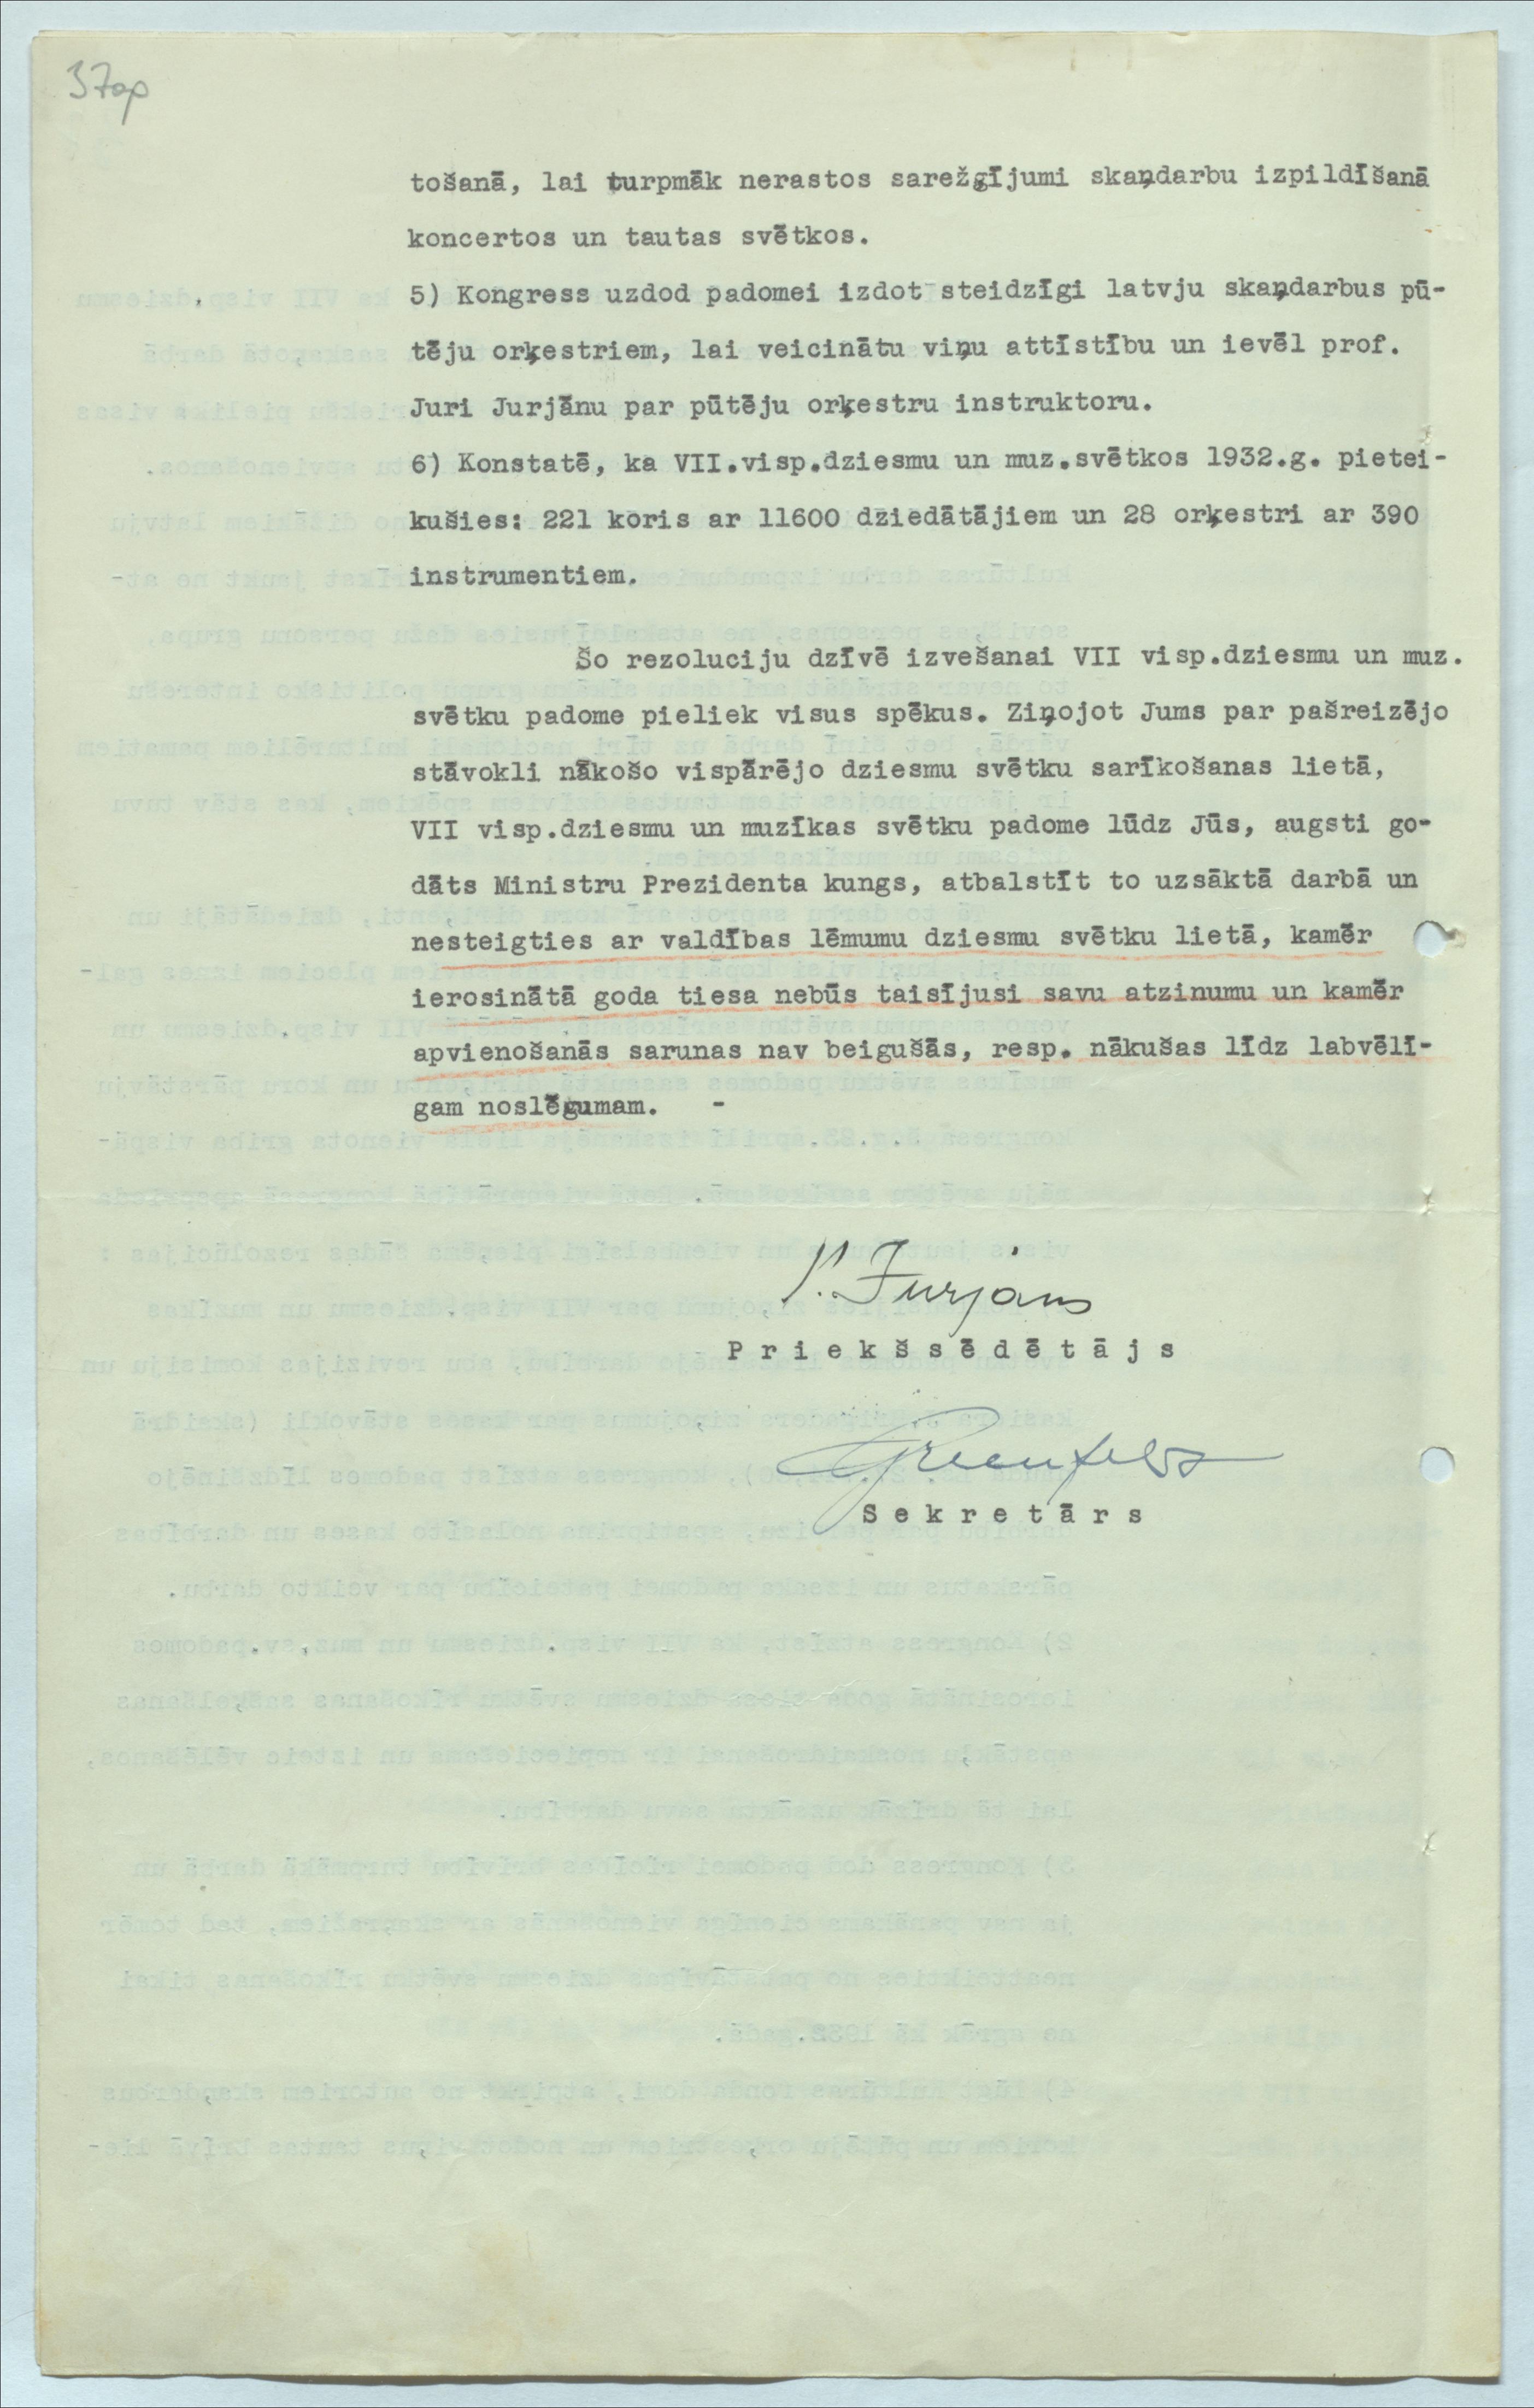 37op
tošanā, lai turpmāk nerastos sarežģījumi skaņdarbu izpildīšanā
koncertos un tautas svētkos.
5) Kongress uzdod padomei izdot steidzīgi latvju skaņdarbus pū-
tēju orķestriem, lai veicinātu viņu attīstību un ievēl prof.
Juri Jurjānu par pūtēju orķestru instruktoru.
6) Konstatē, ka VII.visp.dziesmu un muz.svētkos 1932.g. pietei-
kušies: 221 koris ar 11600 dziedātājiem un 28 orķestri ar 390
instrumentiem.
Šo rezoluciju dzīvē izvešanai VII visp.dziesmu un muz.
svētku padome pieliek visus spēkus. Ziņojot Jums par pašreizējo
stāvokli nākošo vispārējo dziesmu svētku sarīkošanas lietā,
VII visp.dziesmu un muzīkas svētku padome lūdz Jūs, augsti go-
dāts Ministru Prezidenta kungs, atbalstīt to uzsāktā darbā un
nesteigties ar valdības lēmumu dziesmu svētku lietā, kamēr
ierosinātā goda tiesa nebūs taisījusi savu atzinumu un kamēr
apvienošanās sarunas nav beigušās, resp. nākušas līdz labvēlī-
gam noslēgumam. -
Jurjans
Priekšsēdētājs
Sekretārs